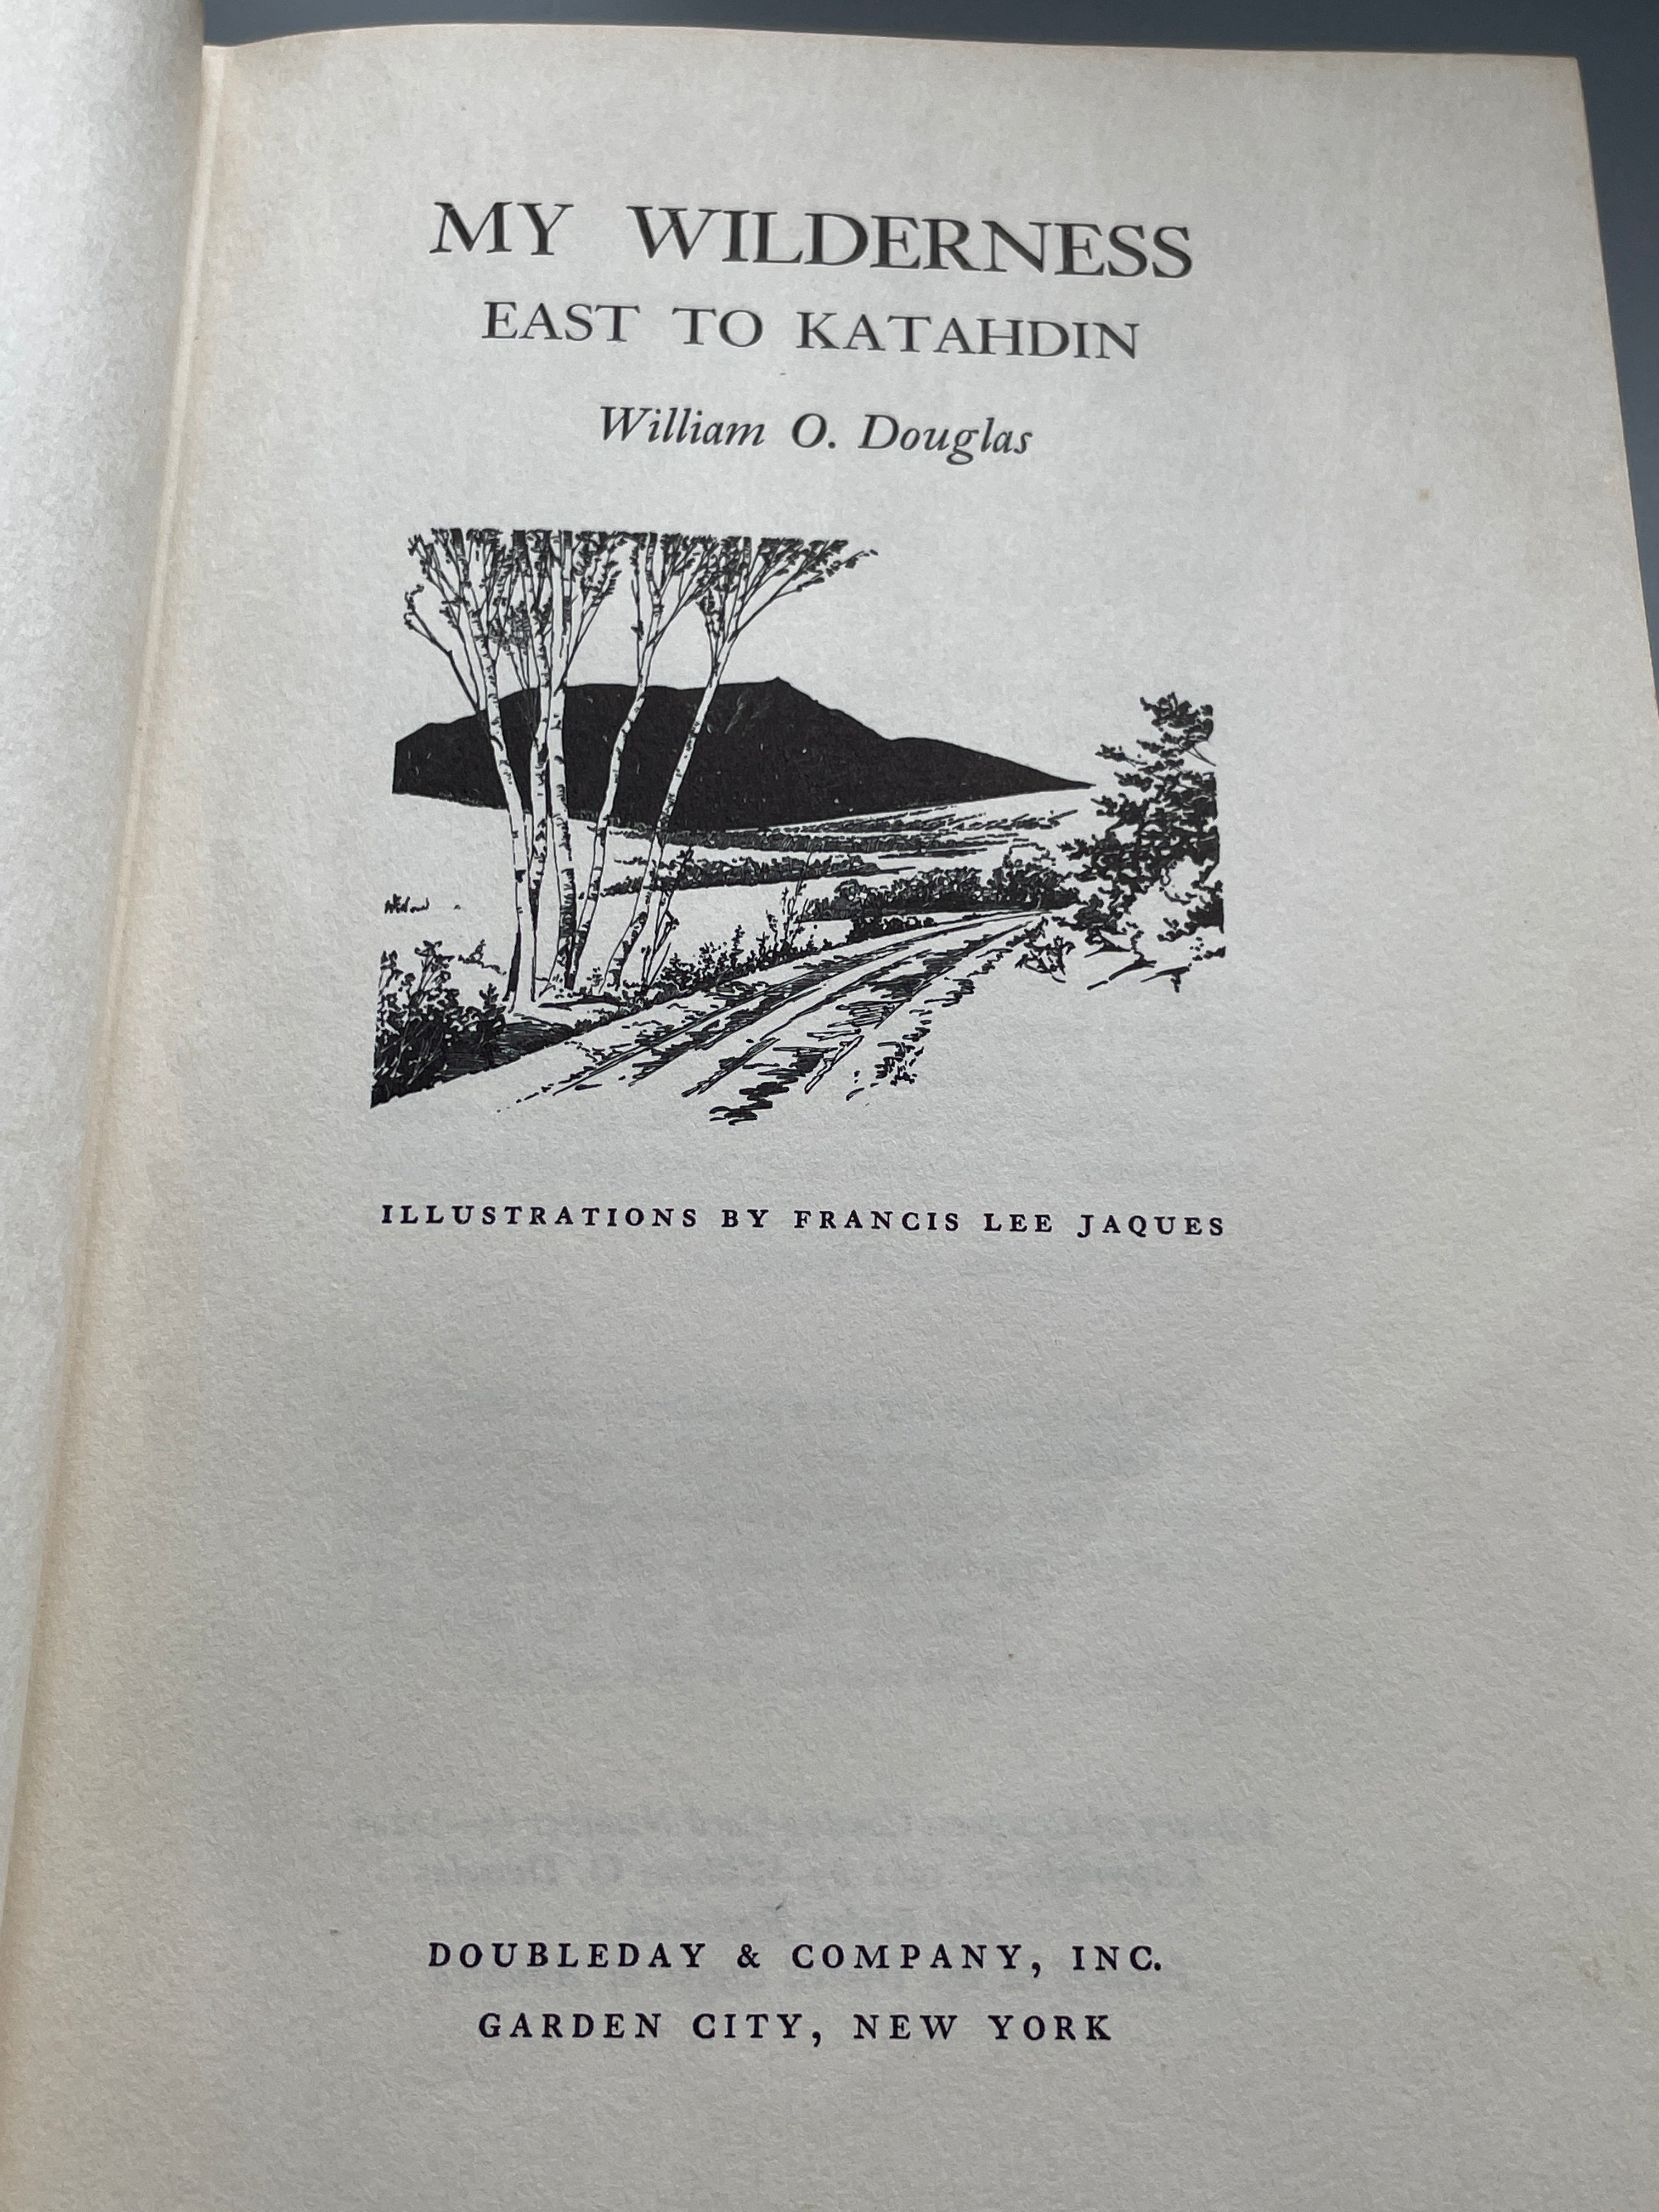 MY WILDERNESS
EAST TO KATAHDIN
William O. Douglas
ILLUSTRATIONS BY FRANCIS LEE JAQUES
DOUBLEDAY & COMPANY, INC.
GARDEN CITY, NEW YORK